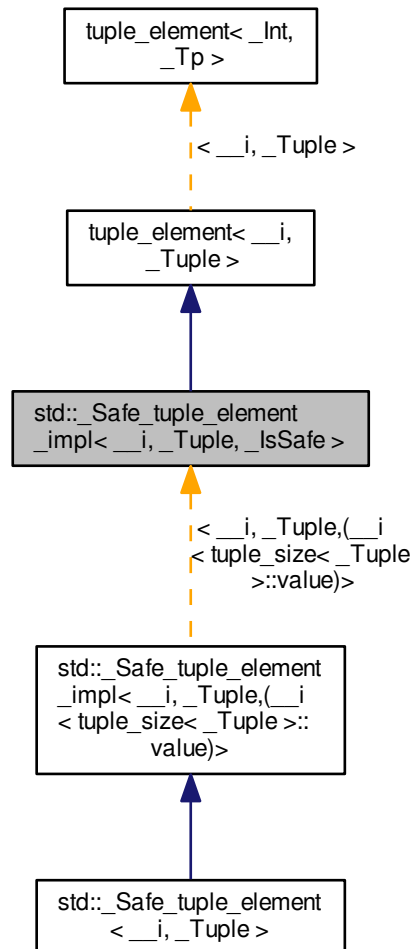 tuple_element< _Int,
_Tp >
< __i, _Tuple >
tuple_element< __i,
_Tuple >
std::_Safe_tuple_element
_impl< __i, _Tuple, _IsSafe >
< __i, _Tuple,(__i
< tuple_size< _Tuple
>::value)>
std::_Safe_tuple_element
_impl< __i, _Tuple,(__i
< tuple_size< _Tuple >::
value)>
std::_Safe_tuple_element
< __i, _Tuple >